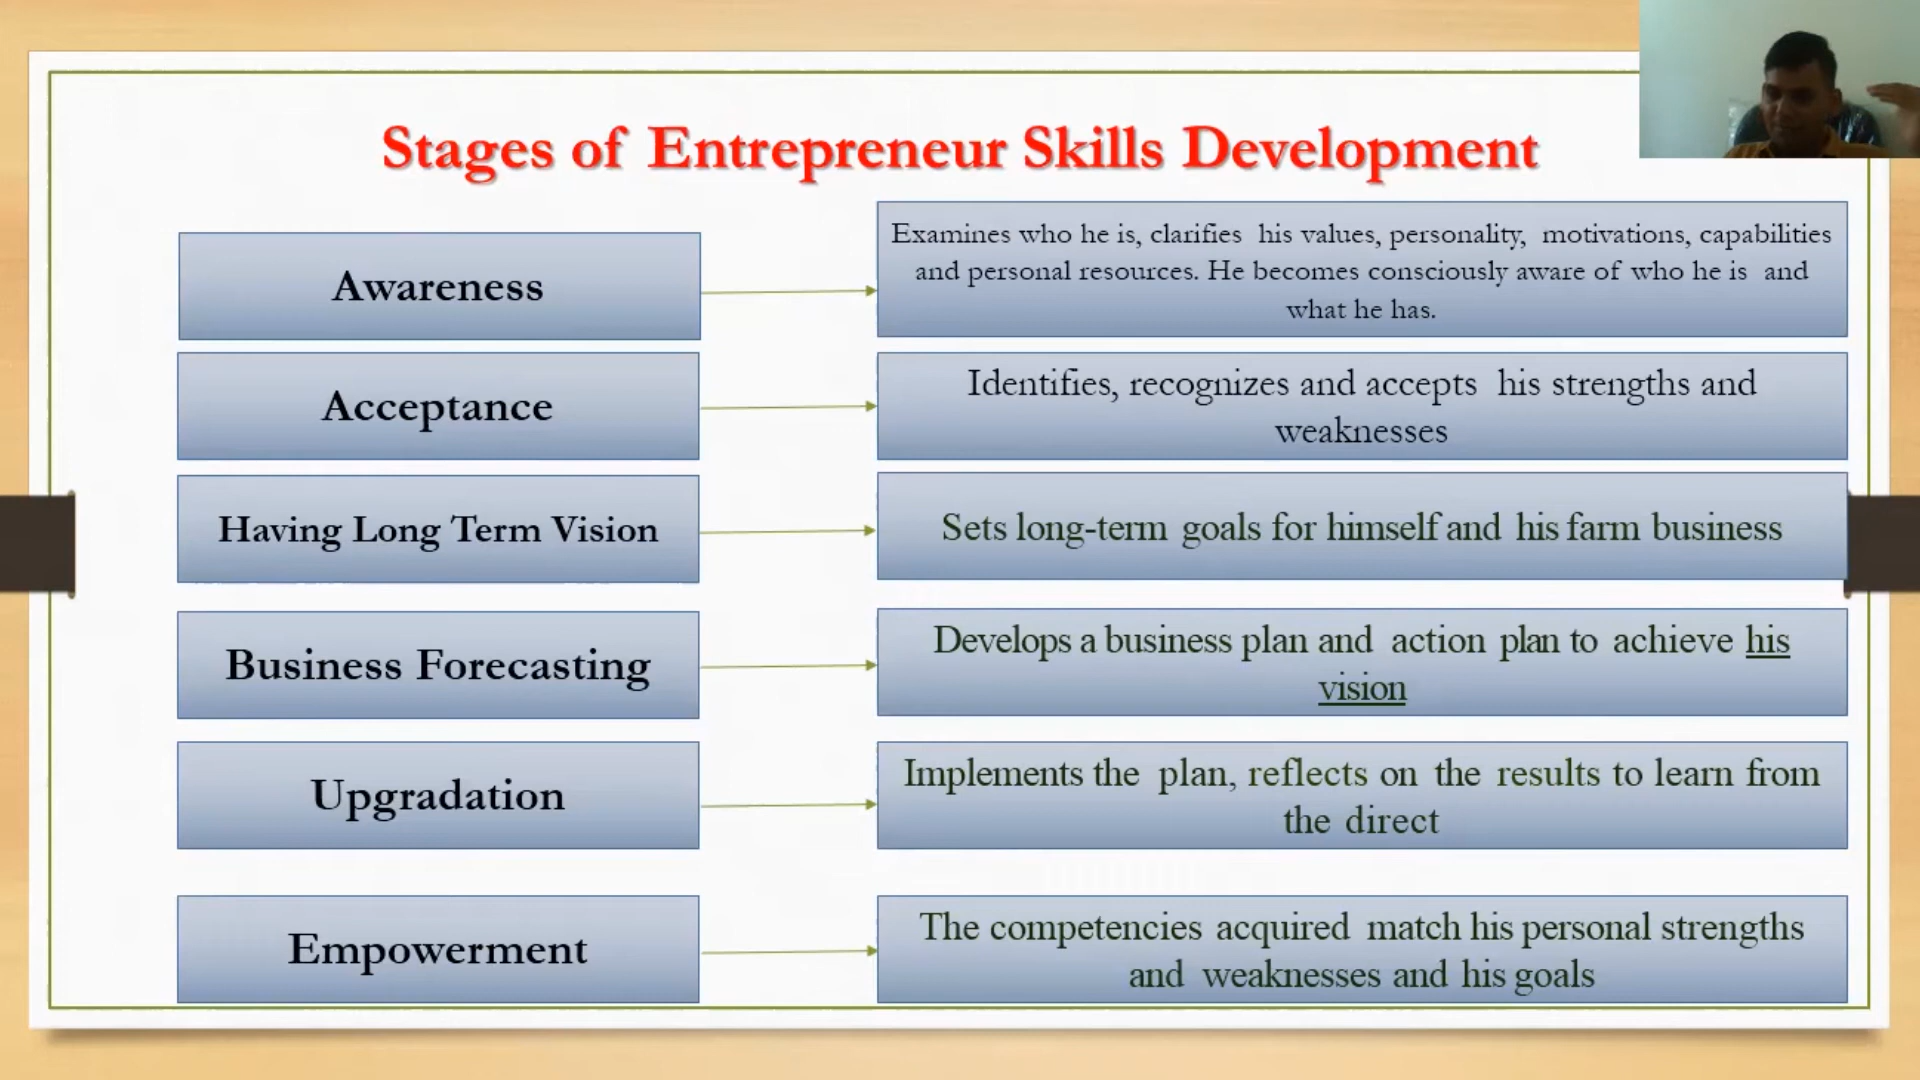 Stages of Entrepreneur Skills Development
Awareness
Examines who he is, clarifies his values, personality, motivations, capabilities
and personal resources. He becomes consciously aware of who he is and
what he has.
Acceptance
Identifies, recognizes and accepts his strengths and
weaknesses
Having Long Term Vision
Sets long-term goals for himself and his farm business
Business Forecasting
Develops a business plan and action plan to achieve his
vision
Upgradation
Implements the plan, reflects on the results to learn from
the direct
Empowerment
The competencies acquired match his personal strengths
and weaknesses and his goals